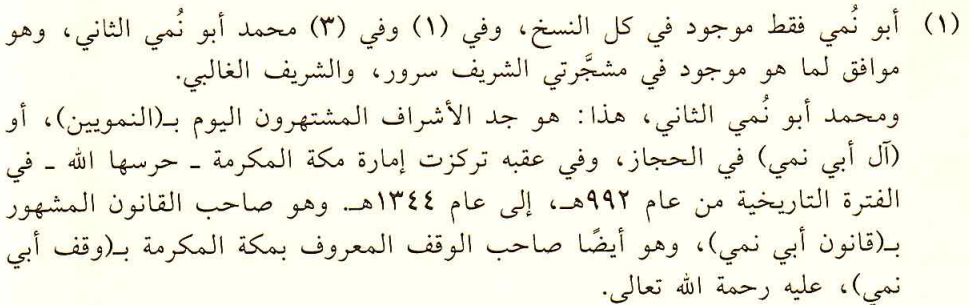 (١) أبو نُمي فقط موجود في كل النسخ، وفي (١) وفي (٣) محمد أبو نُمي الثاني، وهو
موافق لما هو موجود في مشجَّرتي الشريف سرور، والشريف الغالبي.
ومحمد أبو نُمي الثاني، هذا: هو جد الأشراف المشتهرون اليوم بـ(النمويين)، أو
(آل أبي نمي) في الحجاز، وفي عقبه تركزت إمارة مكة المكرمة ـ حرسها الله ـ في
الفترة التاريخية من عام ٩٩٢هـ، إلى عام ١٣٤٤هـ. وهو صاحب القانون المشهور
بـ(قانون أبي نمي)، وهو أيضًا صاحب الوقف المعروف بمكة المكرمة بـ(وقف أبي
نمي)، عليه رحمة الله تعالى.